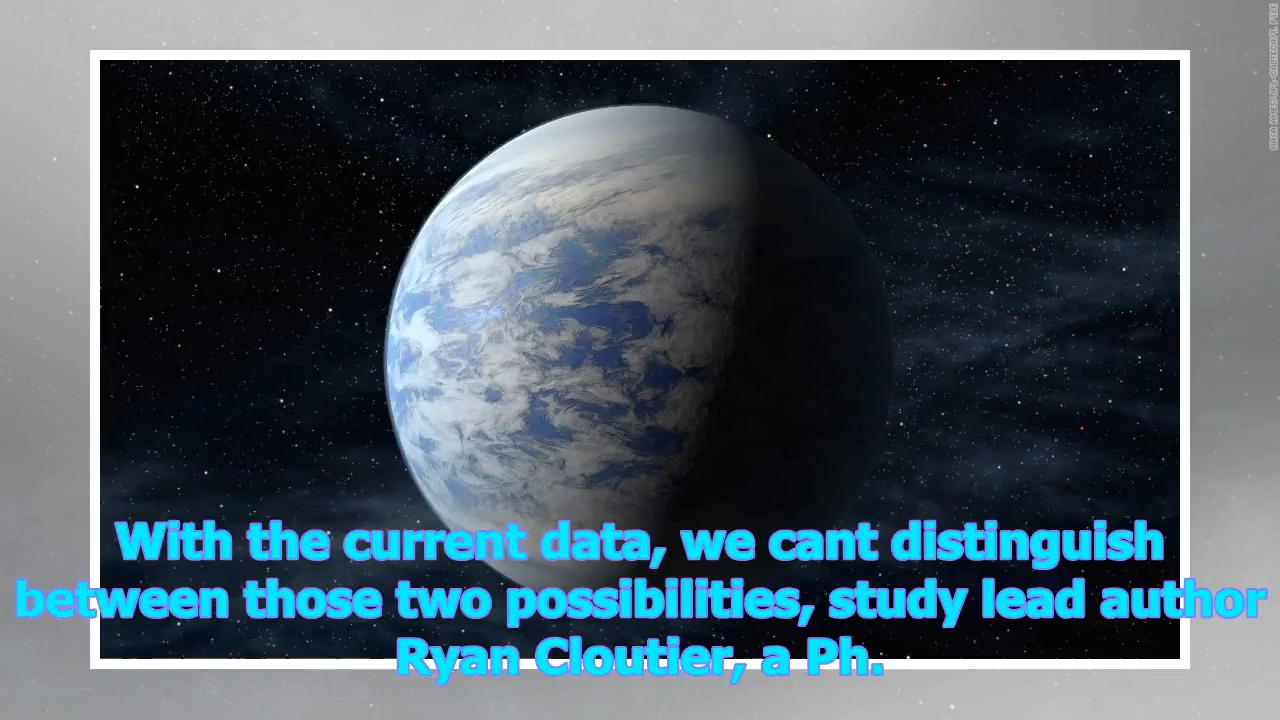 With the current data, we cant distinguish
between those two possibilities, study lead author
Ryan Cloutier, a Ph.